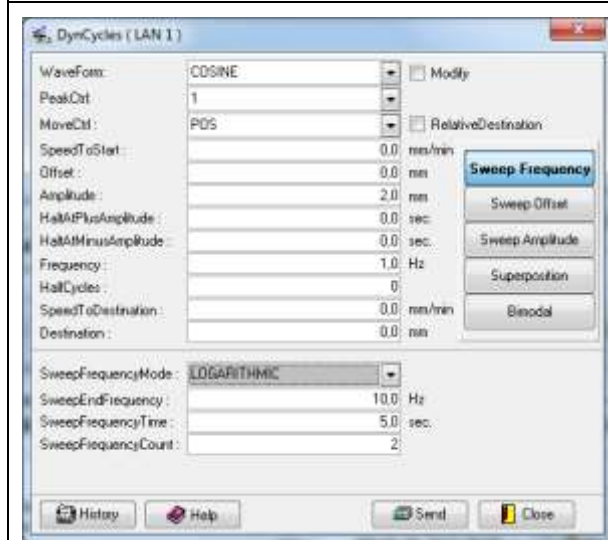 DynCycles ( LAN 1 )
WaveForm: COSINE Modify
PeakCtrl 1
MoveCtrl : POS RelativeDestination
SpeedToStart : 0,0 mm/min
Offset : 0,0 mm Sweep Frequency
Amplitude : 2,0 mm Sweep Offset
HaltAtPlusAmplitude : 0,0 sec.
HaltAtMinusAmplitude : 0,0 sec. Sweep Amplitude
Frequency : 1,0 Hz
HalfCycles : 0 Superposition
SpeedToDestination : 0,0 mm/min Bimodal
Destination : 0,0 mm
SweepFrequencyMode : LOGARITHMIC
SweepEndFrequency : 10,0 Hz
SweepFrequencyTime : 5,0 sec.
SweepFrequencyCount : 2
History Help Send Close